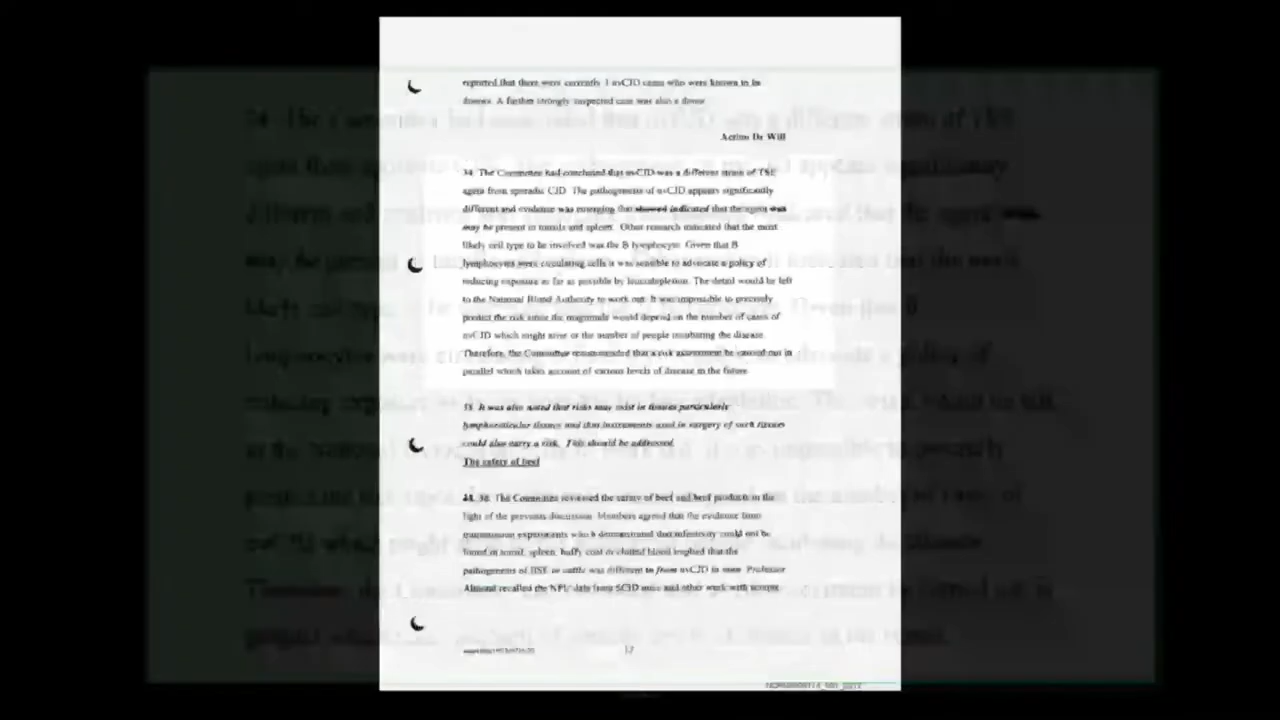 reported that there were currently 3 nvCJD cases who were known to be
donors. A further strongly suspected case was also a donor.
Action Dr Will
34. The Committee had concluded that nvCJD was a different strain of TSE
agent from sporadic CJD. The pathogenesis of nvCJD appears significantly
different and evidence was emerging that showed indicated that the agent was
may be present in tonsils and spleen. Other research indicated that the most
likely cell type to be involved was the B lymphocyte. Given that B
lymphocytes were circulating cells it was sensible to advocate a policy of
reducing exposure as far as possible by leucodepletion. The detail would be left
to the National Blood Authority to work out. It was impossible to precisely
predict the risk since the magnitude would depend on the number of cases of
nvCJD which might arise or the number of people incubating the disease.
Therefore, the Committee recommended that a risk assessment be carried out in
parallel which takes account of various levels of disease in the future.
35. It was also noted that risks may exist in tissues particularly
lymphoreticular tissues and that instruments used in surgery of such tissues
could also carry a risk. This should be addressed.
The safety of beef
36. The Committee reviewed the safety of beef and beef products in the
light of the previous discussion. Members agreed that the evidence from
transmission experiments which demonstrated that infectivity could not be
found in tonsil, spleen, buffy coat or clotted blood implied that the
pathogenesis of BSE in cattle was different to from nvCJD in man. Professor
Almond recalled the NPU data from SCID mice and other work with scrapie
12